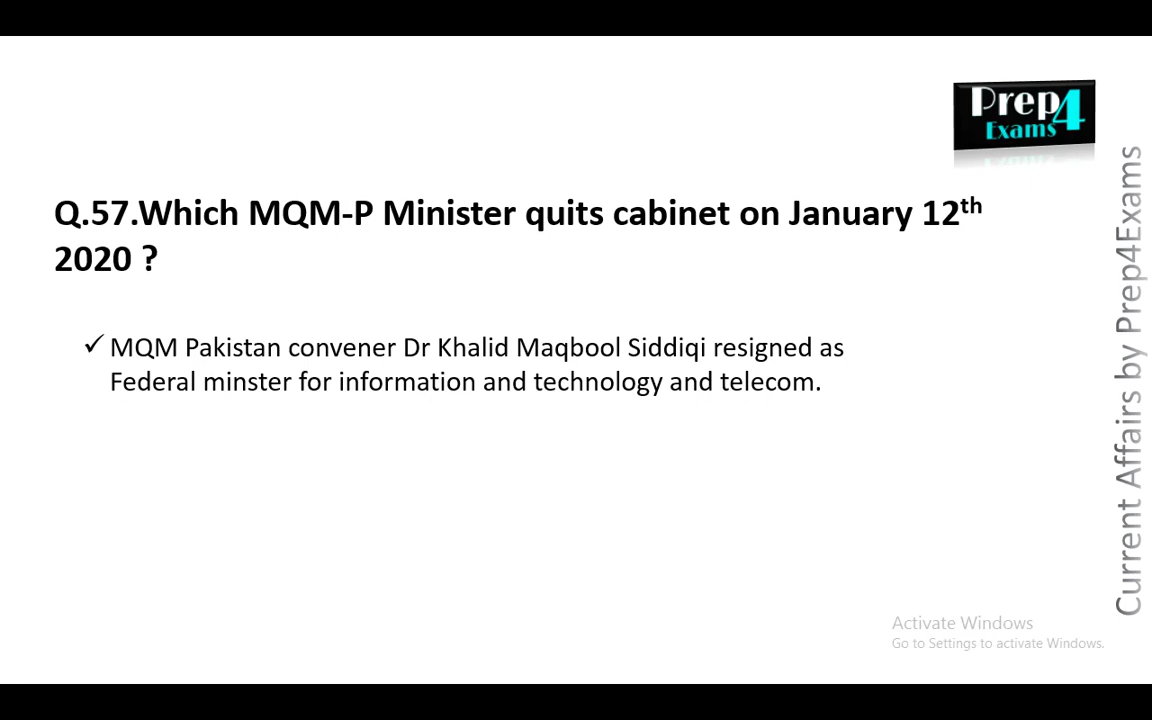 Prep4
Exams
Q.57.Which MQM-P Minister quits cabinet on January 12th
2020 ?
✓ MQM Pakistan convener Dr Khalid Maqbool Siddiqi resigned as
Federal minster for information and technology and telecom.
Current Affairs by Prep4Exams
Activate Windows
Go to Settings to activate Windows.